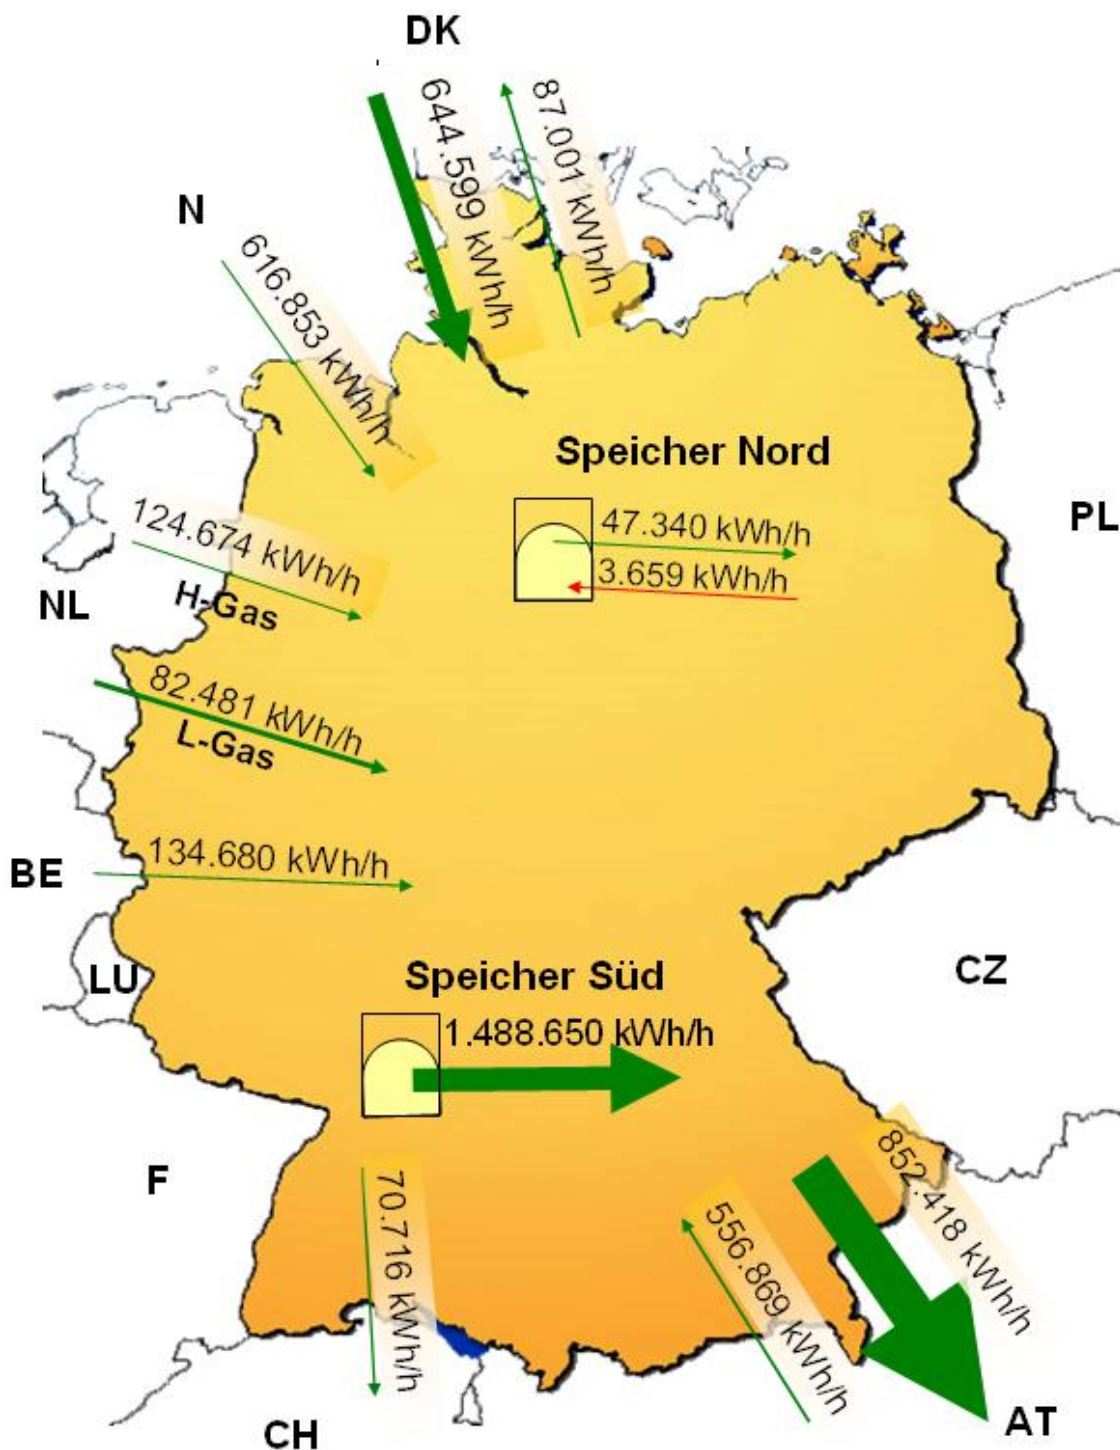 DK
644.599 kWh/h
87.001 kWh/h
N
616.853 kWh/h
Speicher Nord
47.340 kWh/h
3.659 kWh/h
PL
124.674 kWh/h
H-Gas
NL
82.481 kWh/h
L-Gas
134.680 kWh/h
BE
LU
CZ
Speicher Süd
1.488.650 kWh/h
F
70.716 kWh/h
556.869 kWh/h
852.418 kWh/h
CH
AT